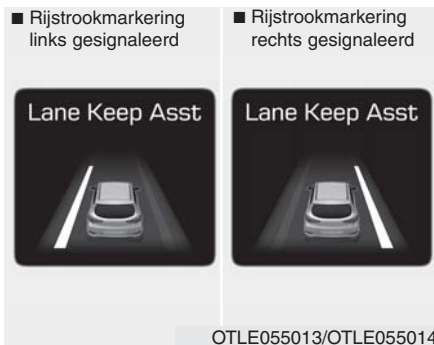 ■ Rijstrookmarkering
links gesignaleerd
■ Rijstrookmarkering
rechts gesignaleerd
Lane Keep Asst
Lane Keep Asst
OTLE055013/OTLE055014